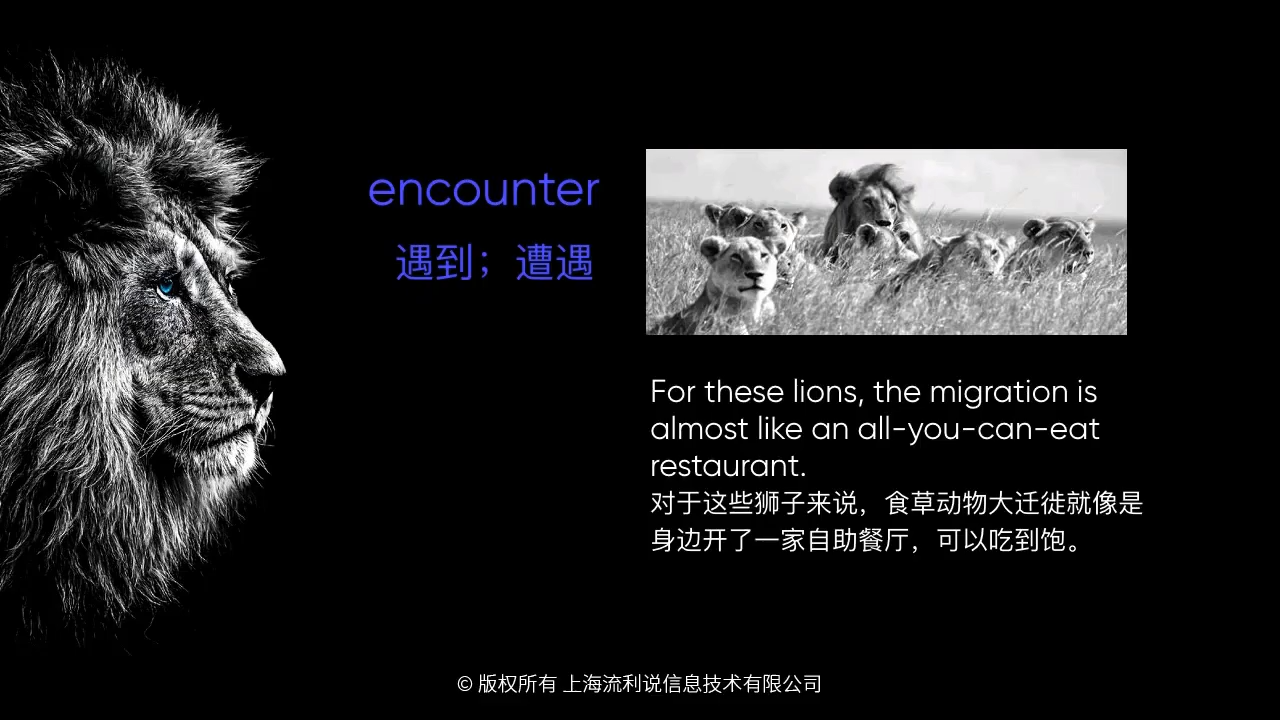 encounter
遇到；遭遇
For these lions, the migration is
almost like an all-you-can-eat
restaurant.
对于这些狮子来说，食草动物大迁徙就像是
身边开了一家自助餐厅，可以吃到饱。
© 版权所有 上海流利说信息技术有限公司